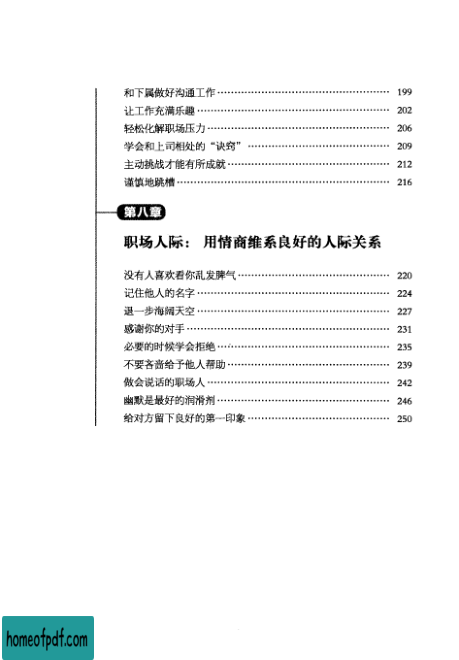 和下属做好沟通工作 199
让工作充满乐趣 202
轻松化解职场压力 206
学会和上司相处的“诀窍” 209
主动挑战才能有所成就 212
谨慎地跳槽 216
第八章
职场人际：用情商维系良好的人际关系
没有人喜欢看你乱发脾气 220
记住他人的名字 224
退一步海阔天空 227
感谢你的对手 231
必要的时候学会拒绝 235
不要吝啬给予他人帮助 239
做会说话的职场人 242
幽默是最好的润滑剂 246
给对方留下良好的第一印象 250
homeofpdf.com